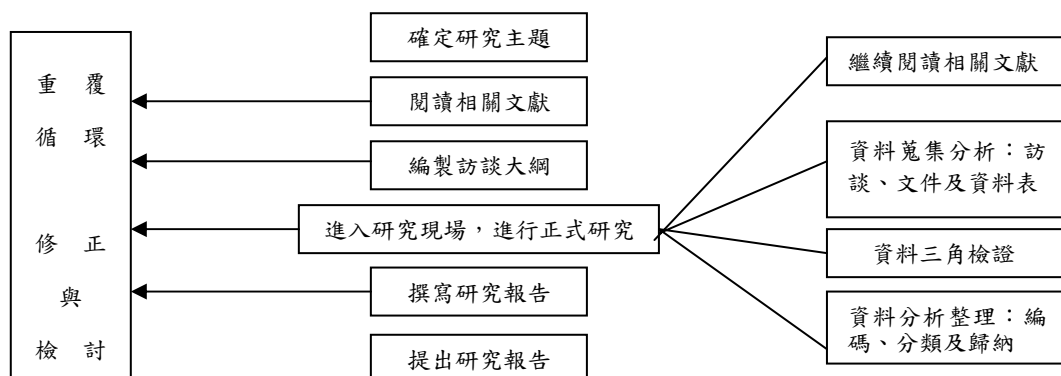 重 覆
循 環
修 正
與
檢 討
確定研究主題
閱讀相關文獻
編製訪談大綱
進入研究現場,進行正式研究
撰寫研究報告
提出研究報告
繼續閱讀相關文獻
資料蒐集分析:訪
談、文件及資料表
資料三角檢證
資料分析整理:編
碼、分類及歸納